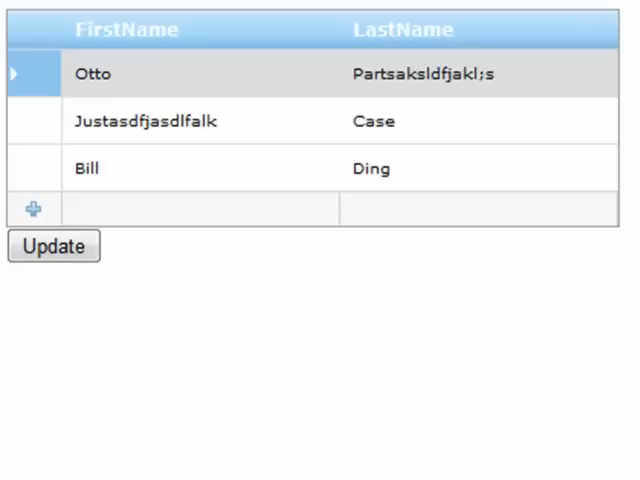 FirstName LastName
Otto Partsaksldfjakl;s
Justasdfjasdlfalk Case
Bill Ding
Update